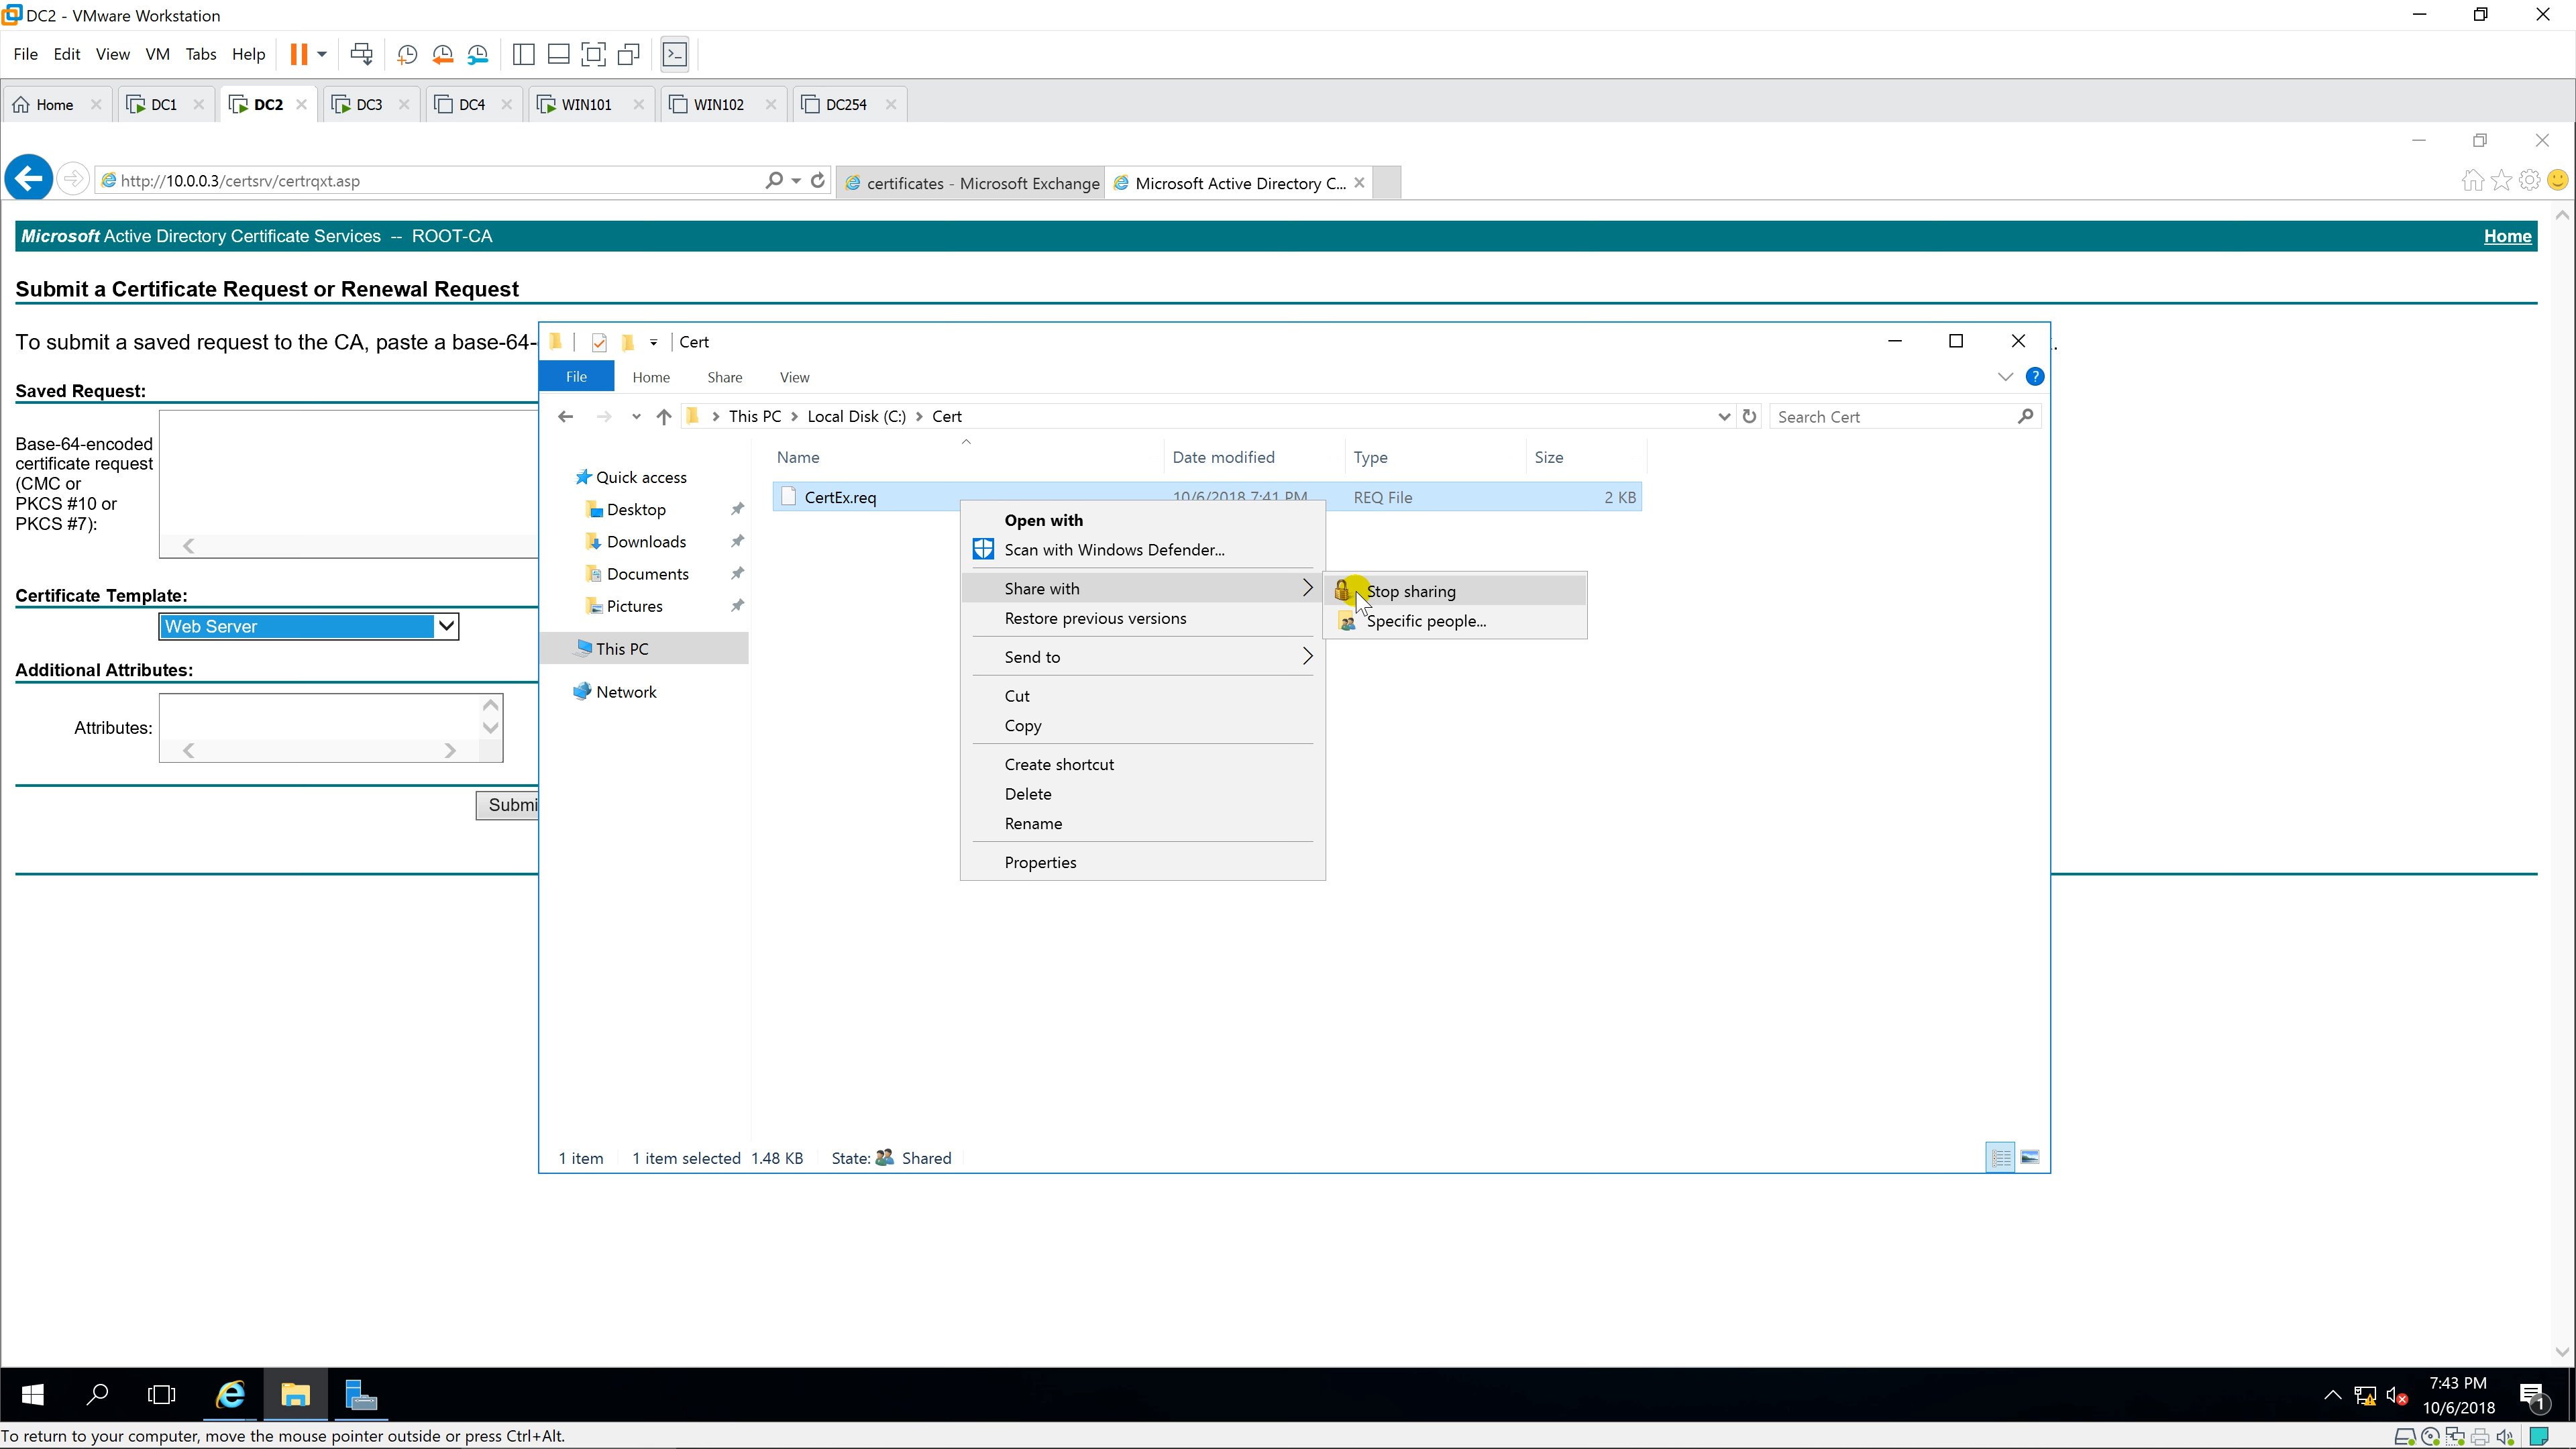 DC2 - VMware Workstation
File Edit View VM Tabs Help
Home DC1 DC2 DC3 DC4 WIN101 WIN102 DC254
http://10.0.0.3/certsrv/certrqxt.asp
certificates - Microsoft Exchange
Microsoft Active Directory C...
Microsoft Active Directory Certificate Services -- ROOT-CA
Home
Submit a Certificate Request or Renewal Request
To submit a saved request to the CA, paste a base-64-
Saved Request:
Base-64-encoded
certificate request
(CMC or
PKCS #10 or
PKCS #7):
Certificate Template:
Web Server
Additional Attributes:
Attributes:
Submi
Cert
File Home Share View
This PC Local Disk (C:) Cert
Search Cert
Name Date modified Type Size
CertEx.req 10/6/2018 7:41 PM REQ File 2 KB
Quick access
Desktop
Downloads
Documents
Pictures
This PC
Network
Open with
Scan with Windows Defender...
Share with
Restore previous versions
Send to
Cut
Copy
Create shortcut
Delete
Rename
Properties
Stop sharing
Specific people...
1 item 1 item selected 1.48 KB State: Shared
7:43 PM
10/6/2018
1
To return to your computer, move the mouse pointer outside or press Ctrl+Alt.